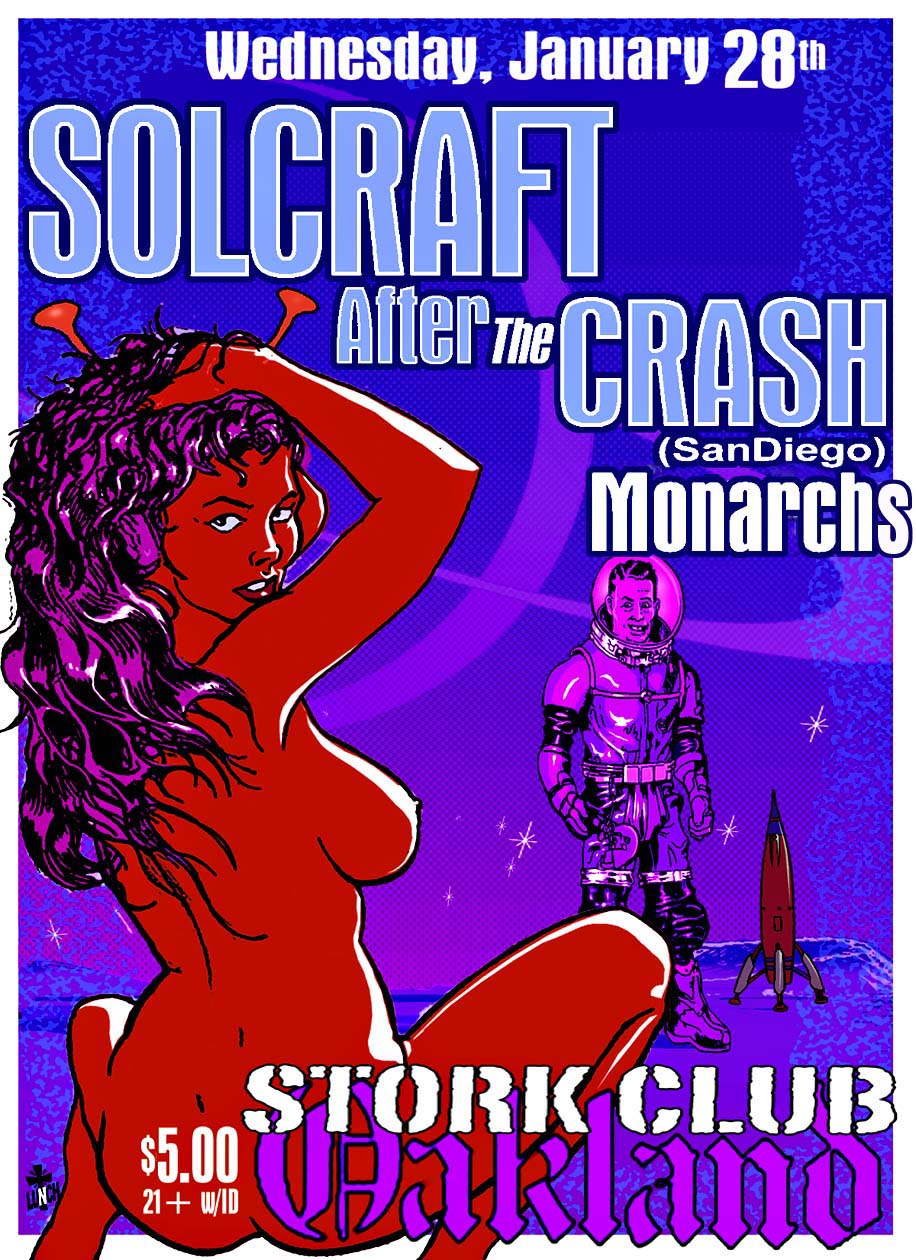 Wednesday, January 28th
SOLCRAFT
After The CRASH
(SanDiego)
Monarchs
STORK CLUB
Oakland
$5.00
21+ w/ID